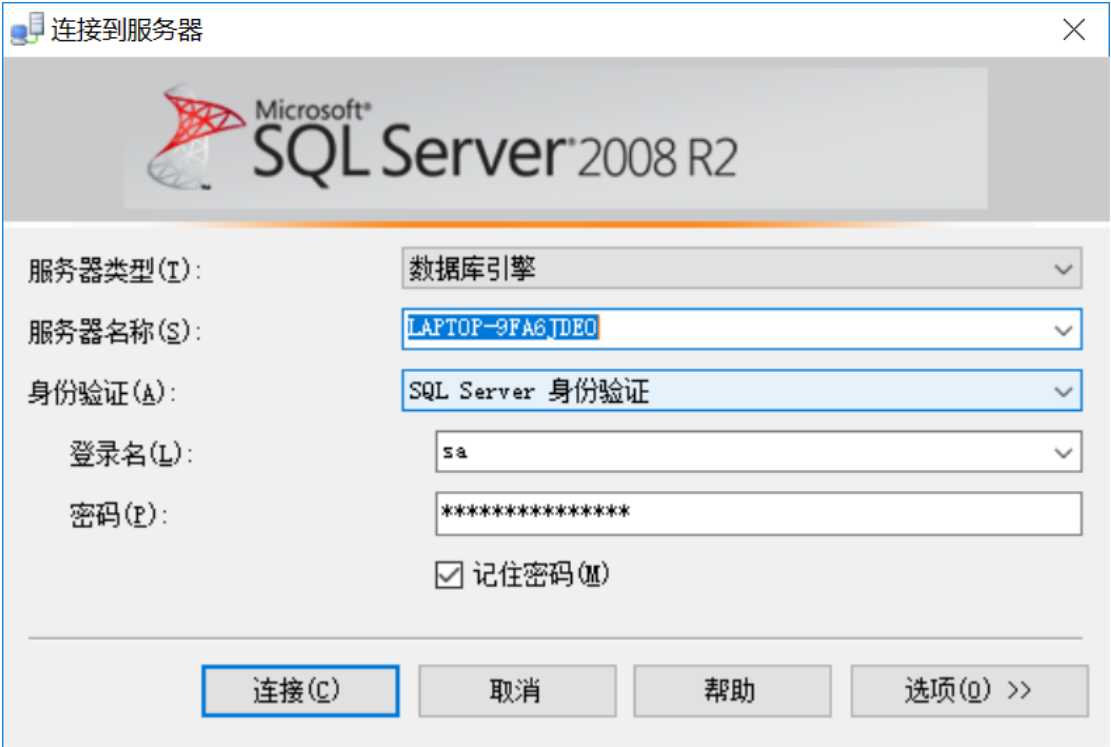 连接到服务器
Microsoft®
SQL Server® 2008 R2
™
服务器类型(T): 数据库引擎
服务器名称(S): LAPTOP-9FA6JDEO
身份验证(A): SQL Server 身份验证
登录名(L): sa
密码(P): ***************
记住密码(M)
连接(C) 取消 帮助 选项(O) >>